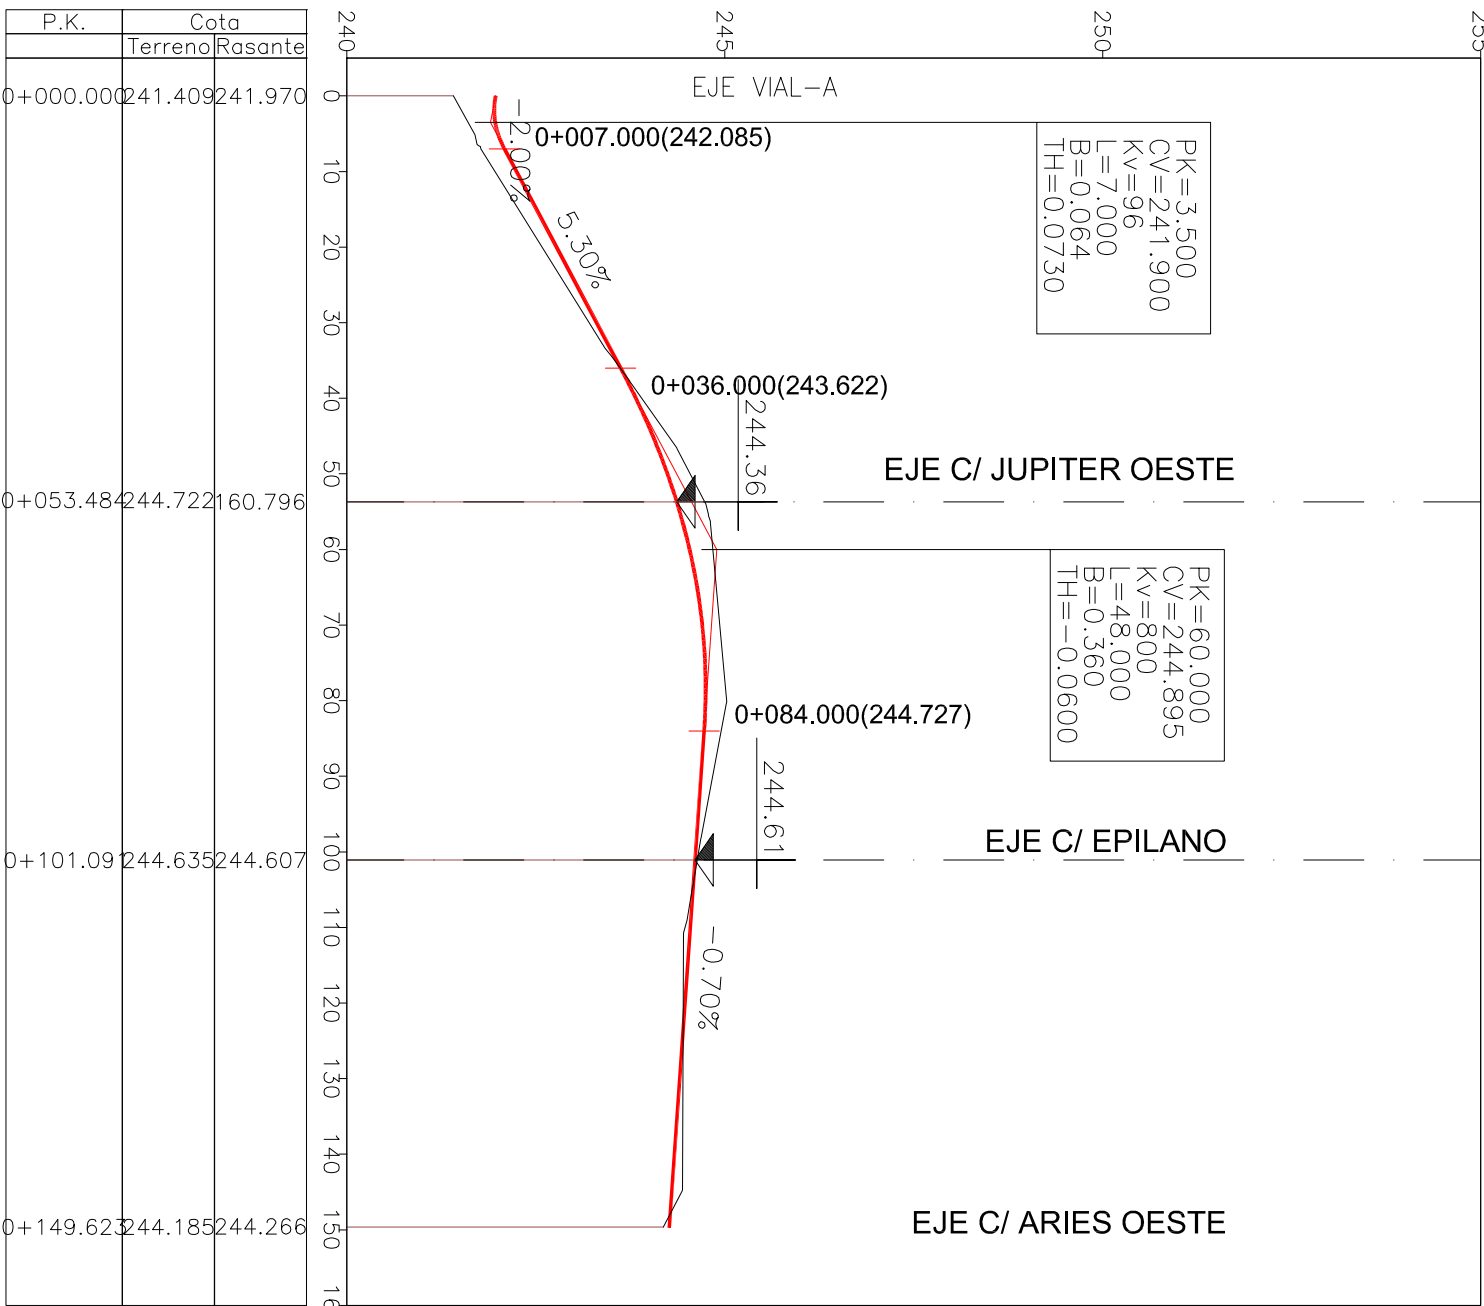 P.K. Cota
Terreno Rasante
0+000.000 241.409 241.970
0+053.484 244.722 160.796
0+101.091 244.635 244.607
0+149.623 244.185 244.266
240
245
250
255
0
10
20
30
40
50
60
70
80
90
100
110
120
130
140
150
EJE VIAL-A
-2.00%
0+007.000(242.085)
5.30%
PK=3.500
CV=241.900
Kv=96
L=7.000
B=0.064
TH=0.0730
0+036.000(243.622)
244.36
EJE C/ JUPITER OESTE
PK=60.000
CV=244.895
Kv=800
L=48.000
B=0.360
TH=-0.0600
0+084.000(244.727)
244.61
EJE C/ EPILANO
-0.70%
EJE C/ ARIES OESTE